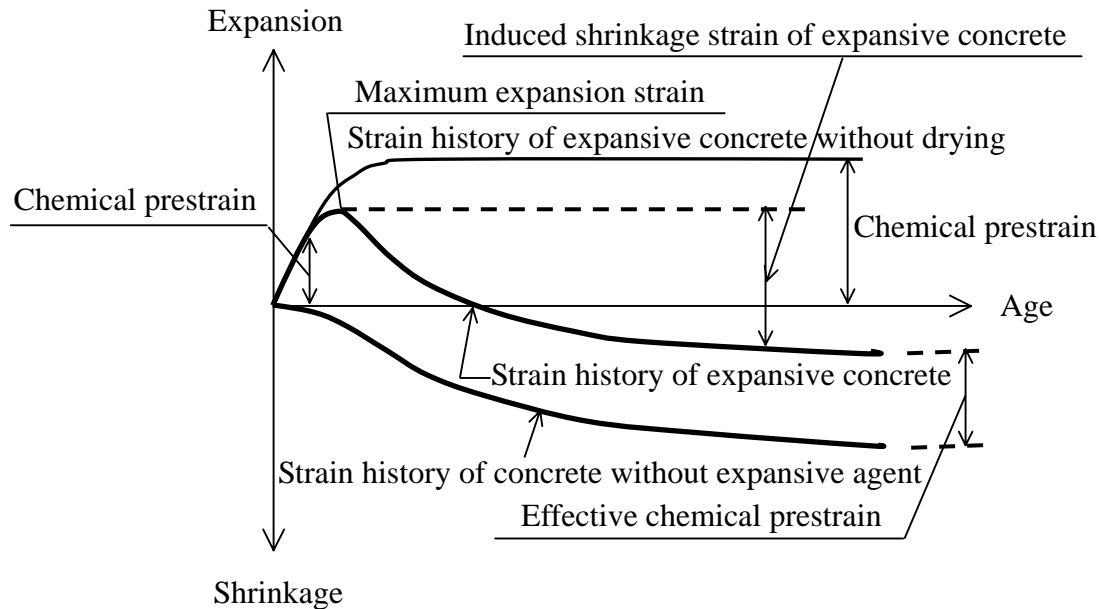 Expansion
Induced shrinkage strain of expansive concrete
Maximum expansion strain
Strain history of expansive concrete without drying
Chemical prestrain
Chemical prestrain
Age
Strain history of expansive concrete
Strain history of concrete without expansive agent
Effective chemical prestrain
Shrinkage